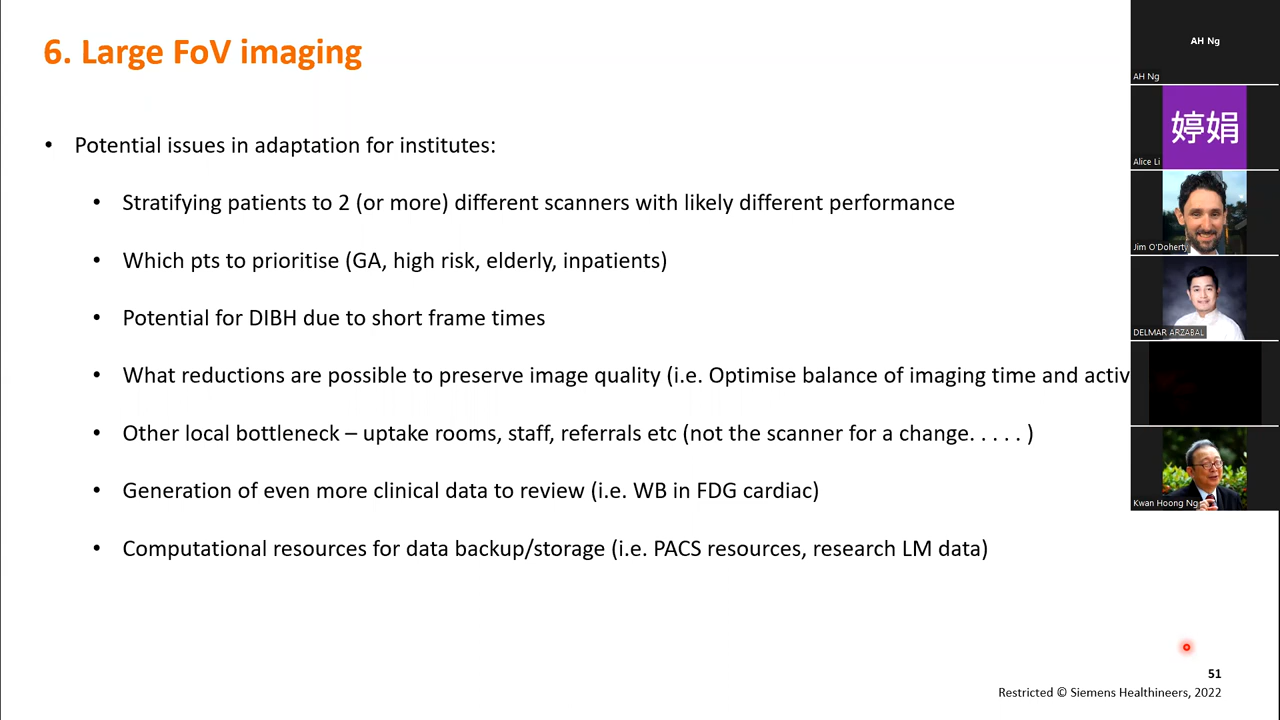 6. Large FoV imaging
• Potential issues in adaptation for institutes:
• Stratifying patients to 2 (or more) different scanners with likely different performance
• Which pts to prioritise (GA, high risk, elderly, inpatients)
• Potential for DIBH due to short frame times
• What reductions are possible to preserve image quality (i.e. Optimise balance of imaging time and activ
• Other local bottleneck – uptake rooms, staff, referrals etc (not the scanner for a change. . . . . )
• Generation of even more clinical data to review (i.e. WB in FDG cardiac)
• Computational resources for data backup/storage (i.e. PACS resources, research LM data)
51
Restricted © Siemens Healthineers, 2022
AH Ng
AH Ng
婷娟
Alice Li
Jim O'Doherty
DELMAR ARZABAL
Kwan Hoong Ng